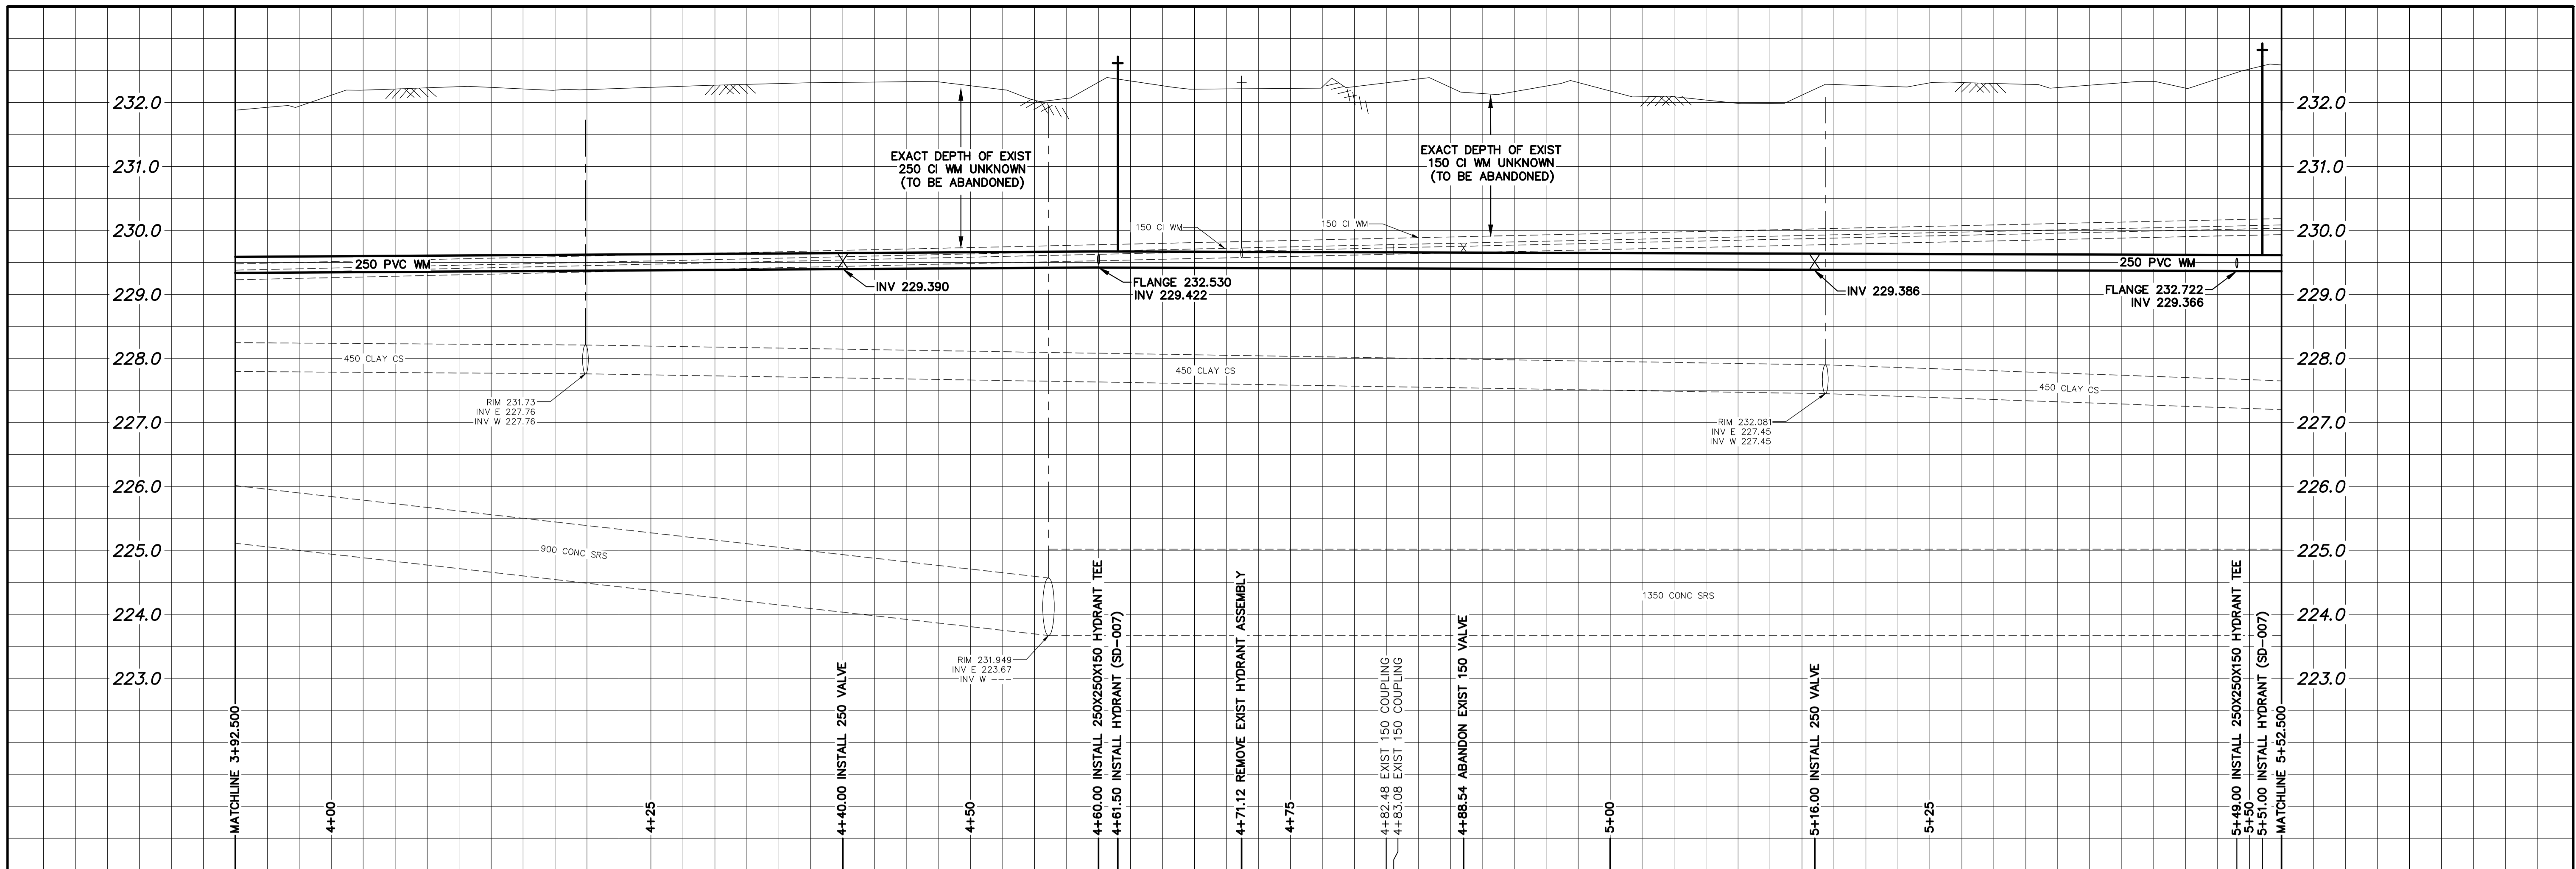 232.0
231.0
230.0
229.0
228.0
227.0
226.0
225.0
224.0
223.0
EXACT DEPTH OF EXIST
250 CI WM UNKNOWN
(TO BE ABANDONED)
EXACT DEPTH OF EXIST
150 CI WM UNKNOWN
(TO BE ABANDONED)
150 CI WM
150 CI WM
250 PVC WM
INV 229.390
FLANGE 232.530
INV 229.422
INV 229.386
250 PVC WM
FLANGE 232.722
INV 229.366
450 CLAY CS
RIM 231.73
INV E 227.76
INV W 227.76
450 CLAY CS
RIM 232.081
INV E 227.45
INV W 227.45
450 CLAY CS
900 CONC SRS
RIM 231.949
INV E 223.67
INV W ---
1350 CONC SRS
MATCHLINE 3+92.500
4+00
4+25
4+40.00 INSTALL 250 VALVE
4+50
4+60.00 INSTALL 250X250X150 HYDRANT TEE
4+61.50 INSTALL HYDRANT (SD-007)
4+71.12 REMOVE EXIST HYDRANT ASSEMBLY
4+75
4+82.48 EXIST 150 COUPLING
4+83.08 EXIST 150 COUPLING
4+88.54 ABANDON EXIST 150 VALVE
5+00
5+16.00 INSTALL 250 VALVE
5+25
5+49.00 INSTALL 250X250X150 HYDRANT TEE
5+50
5+51.00 INSTALL HYDRANT (SD-007)
MATCHLINE 5+52.500
232.0
231.0
230.0
229.0
228.0
227.0
226.0
225.0
224.0
223.0